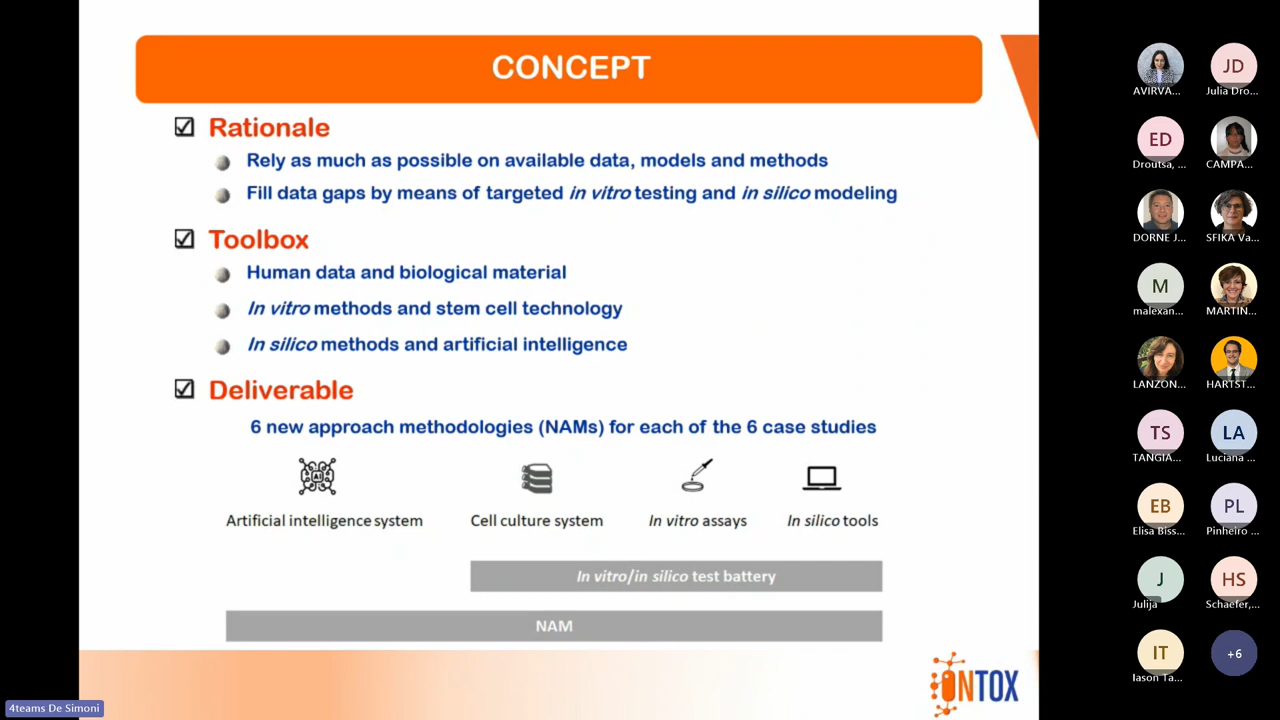 CONCEPT
Rationale
Rely as much as possible on available data, models and methods
Fill data gaps by means of targeted in vitro testing and in silico modeling
Toolbox
Human data and biological material
In vitro methods and stem cell technology
In silico methods and artificial intelligence
Deliverable
6 new approach methodologies (NAMs) for each of the 6 case studies
AI
Artificial intelligence system
Cell culture system
In vitro assays
In silico tools
In vitro/in silico test battery
NAM
ONTOX
4teams De Simoni
AVIRVA...
JD
Julia Dro...
ED
Droutsa, ...
CAMPA...
DORNE J...
SFIKA Va...
M
malexan...
MARTIN...
LANZON...
HARTST...
TS
TANGIA...
LA
Luciana ...
EB
Elisa Biss...
PL
Pinheiro ...
J
Julija
HS
Schaefer,...
IT
Iason Ta...
+6